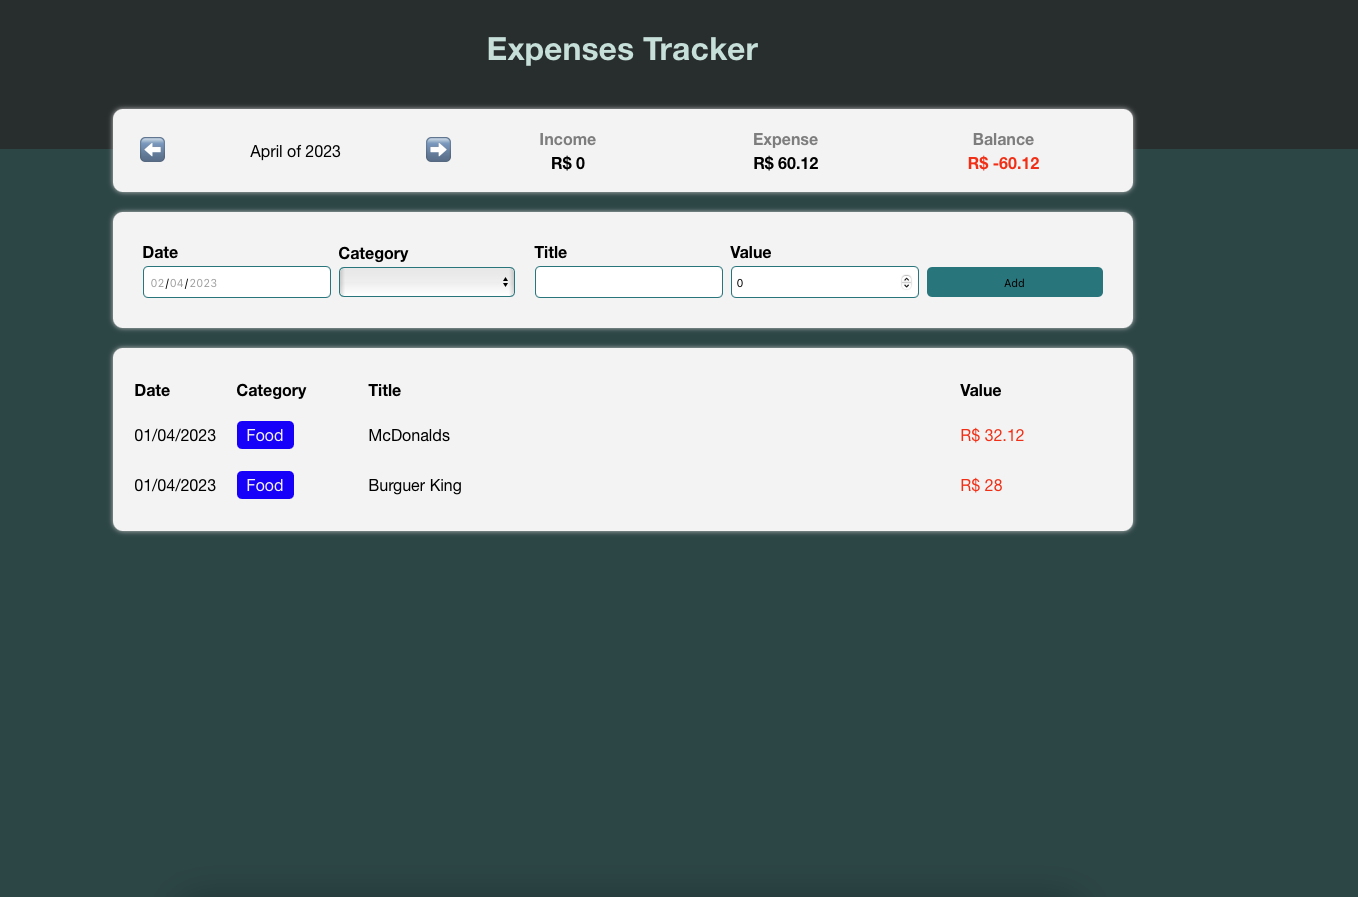 Expenses Tracker
April of 2023
Income
R$ 0
Expense
R$ 60.12
Balance
R$ -60.12
Date
02/04/2023
Category
Title
Value
0
Add
Date Category Title Value
01/04/2023 Food McDonalds R$ 32.12
01/04/2023 Food Burguer King R$ 28